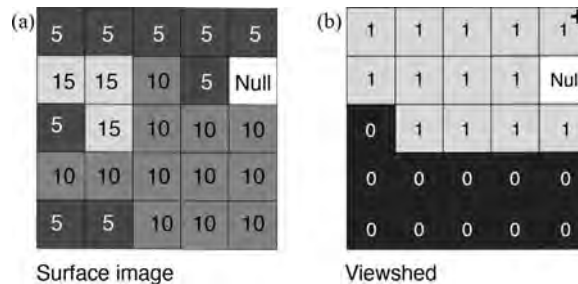 (a) 5 5 5 5 5 (b) 1 1 1 1 1
15 15 10 5 Null 1 1 1 1 Nul
5 15 10 10 10 0 1 1 1 1
10 10 10 10 10 0 0 0 0 0
5 5 10 10 10 0 0 0 0 0
Surface image Viewshed